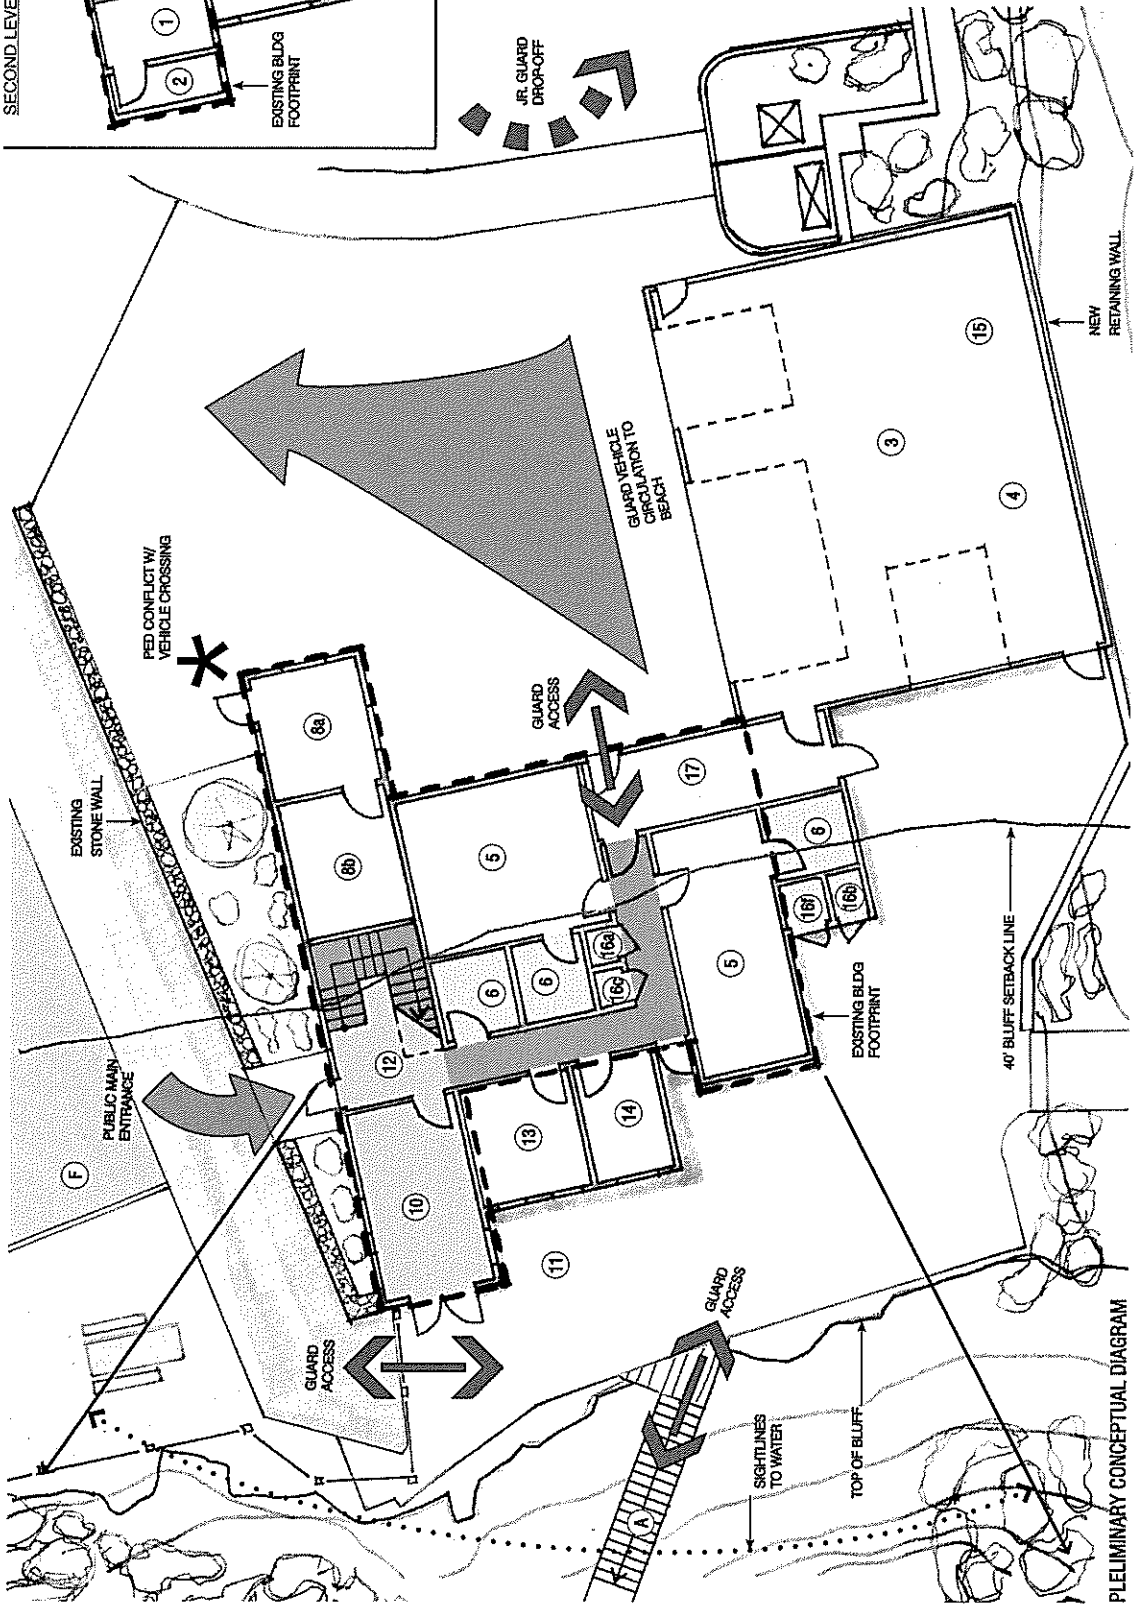 SECOND LEVE
1
2
EXISTING BLDG
FOOTPRINT
JR. GUARD
DROP-OFF
PED CONFLICT W/
VEHICLE CROSSING
EXISTING
STONE WALL
PUBLIC MAIN
ENTRANCE
F
GUARD VEHICLE
CIRCULATION TO
BEACH
GUARD
ACCESS
8a
8b
5
17
15
3
4
NEW
RETAINING WALL
12
6
6
16a
16c
5
6
16f
16b
10
13
14
11
EXISTING BLDG
FOOTPRINT
40' BLUFF SETBACK LINE
GUARD
ACCESS
GUARD
ACCESS
A
SIGHTLINES
TO WATER
TOP OF BLUFF
PLELIMINARY CONCEPTUAL DIAGRAM